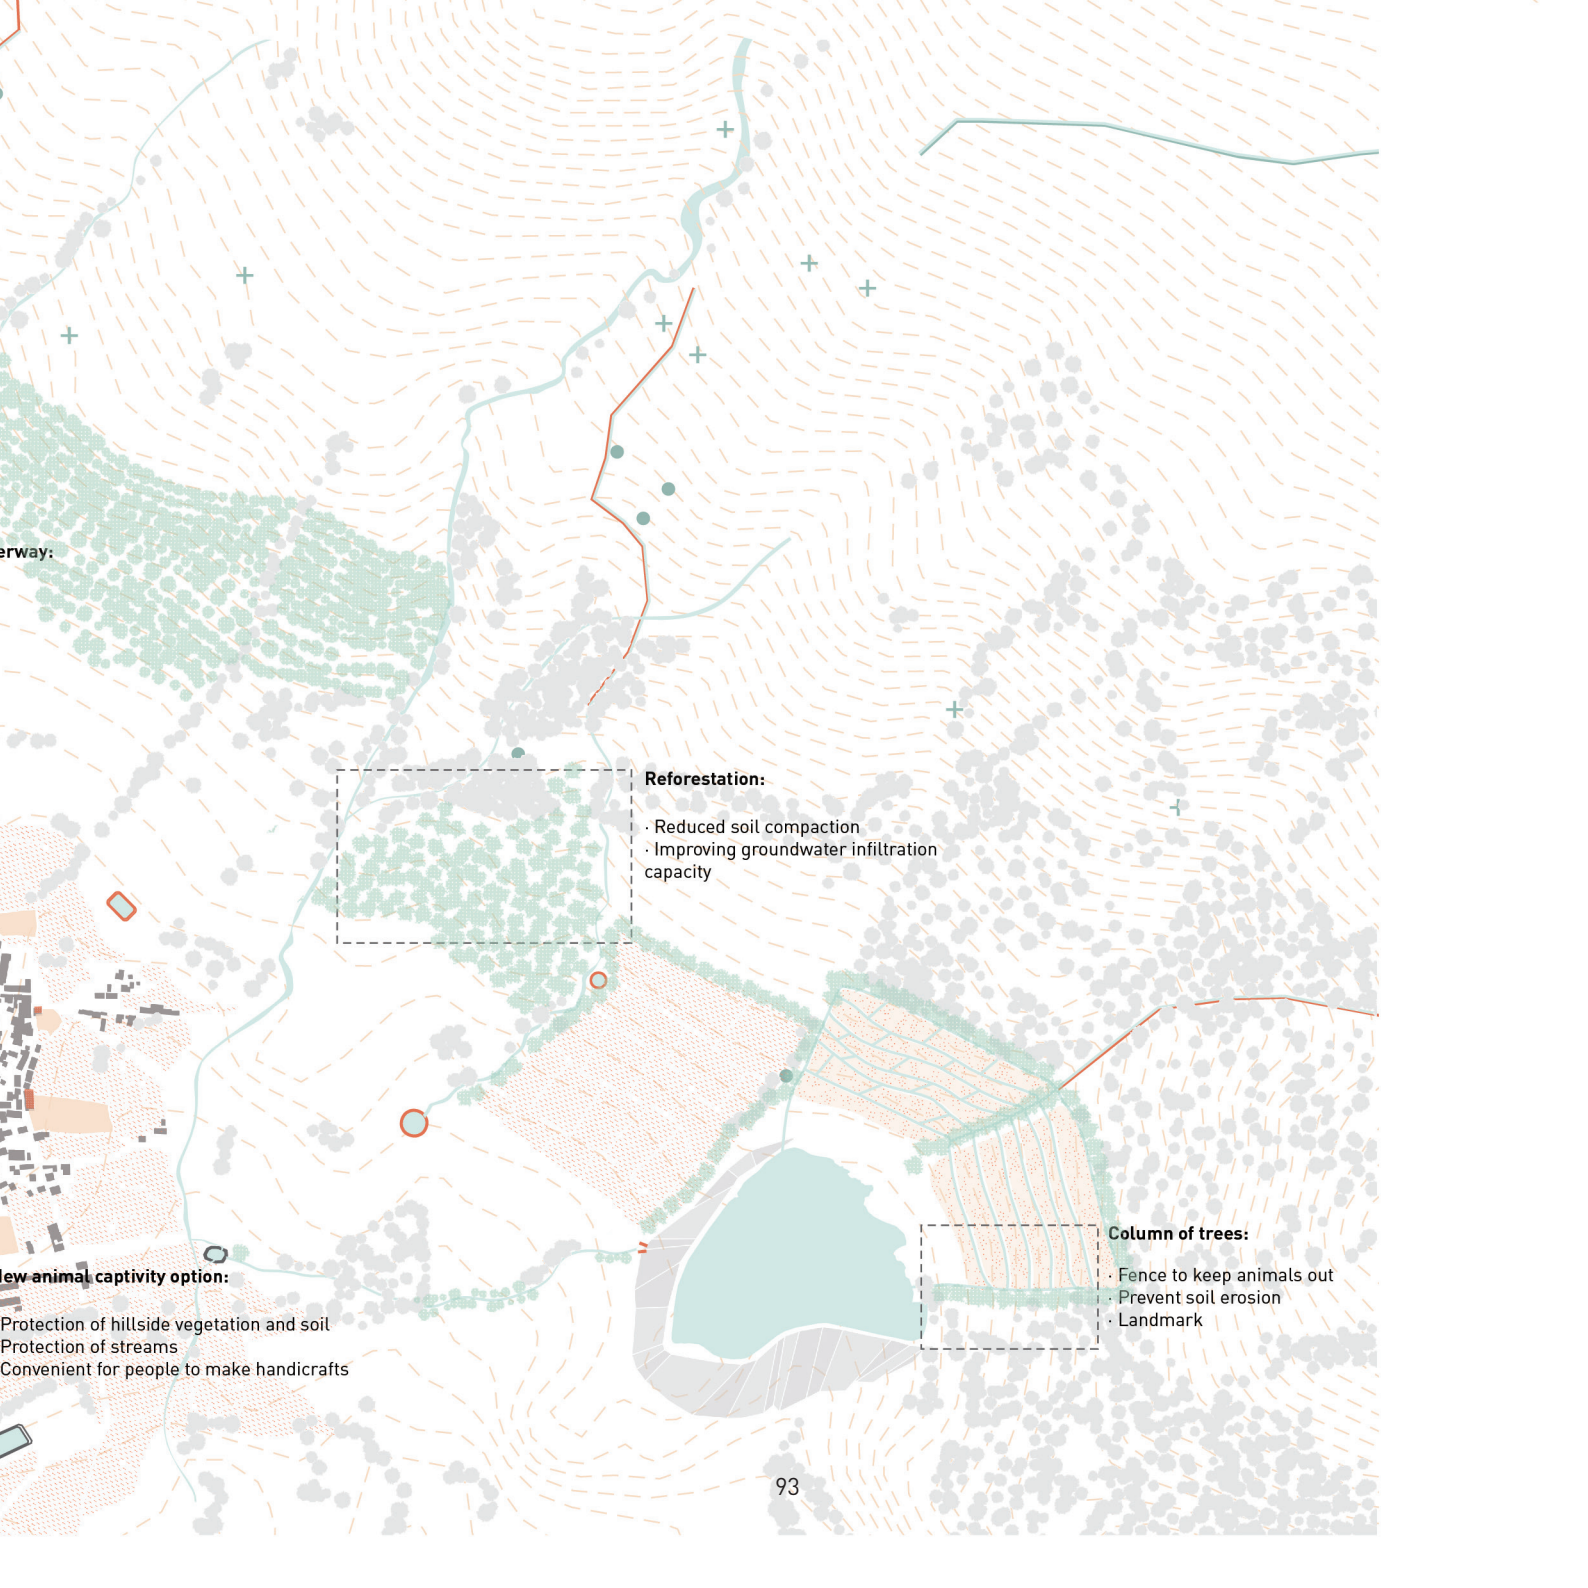 Reforestation:
· Reduced soil compaction
· Improving groundwater infiltration
capacity
Column of trees:
· Fence to keep animals out
· Prevent soil erosion
· Landmark
animal captivity option:
Protection of hillside vegetation and soil
Protection of streams
Convenient for people to make handicrafts
93